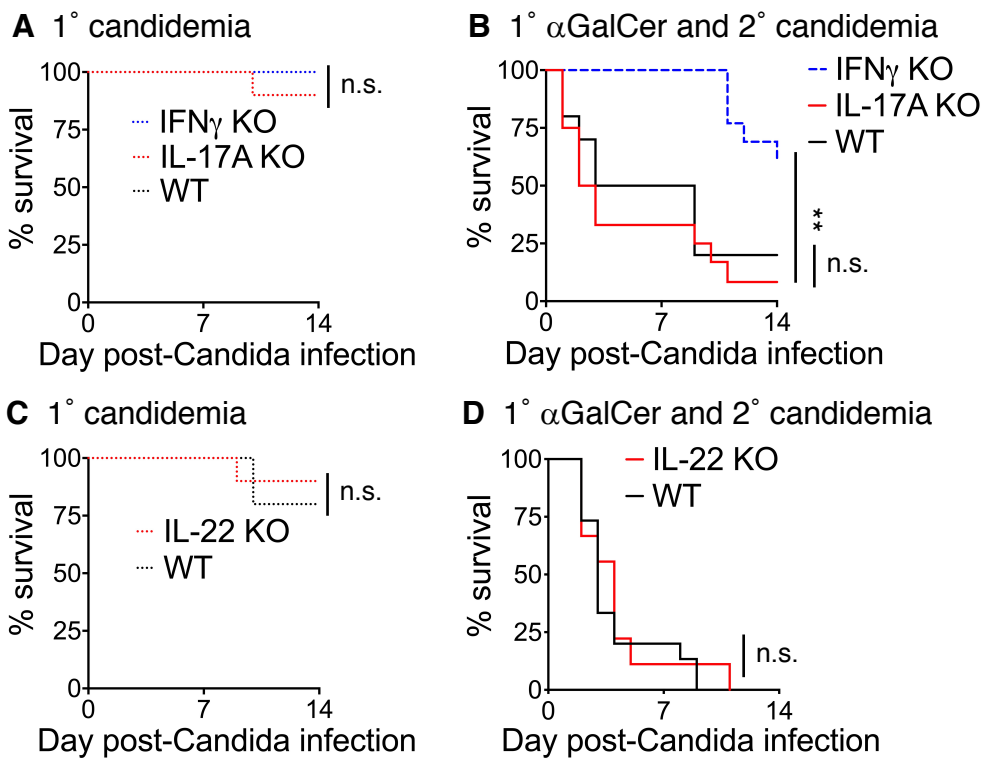 A 1° candidemia
100
75
50
25
0
% survival
IFNγ KO
IL-17A KO
WT
n.s.
0 7 14
Day post-Candida infection
B 1° αGalCer and 2° candidemia
100
75
50
25
0
% survival
IFNγ KO
IL-17A KO
WT
**
n.s.
0 7 14
Day post-Candida infection
C 1° candidemia
100
75
50
25
0
% survival
IL-22 KO
WT
n.s.
0 7 14
Day post-Candida infection
D 1° αGalCer and 2° candidemia
100
75
50
25
0
% survival
IL-22 KO
WT
n.s.
0 7 14
Day post-Candida infection